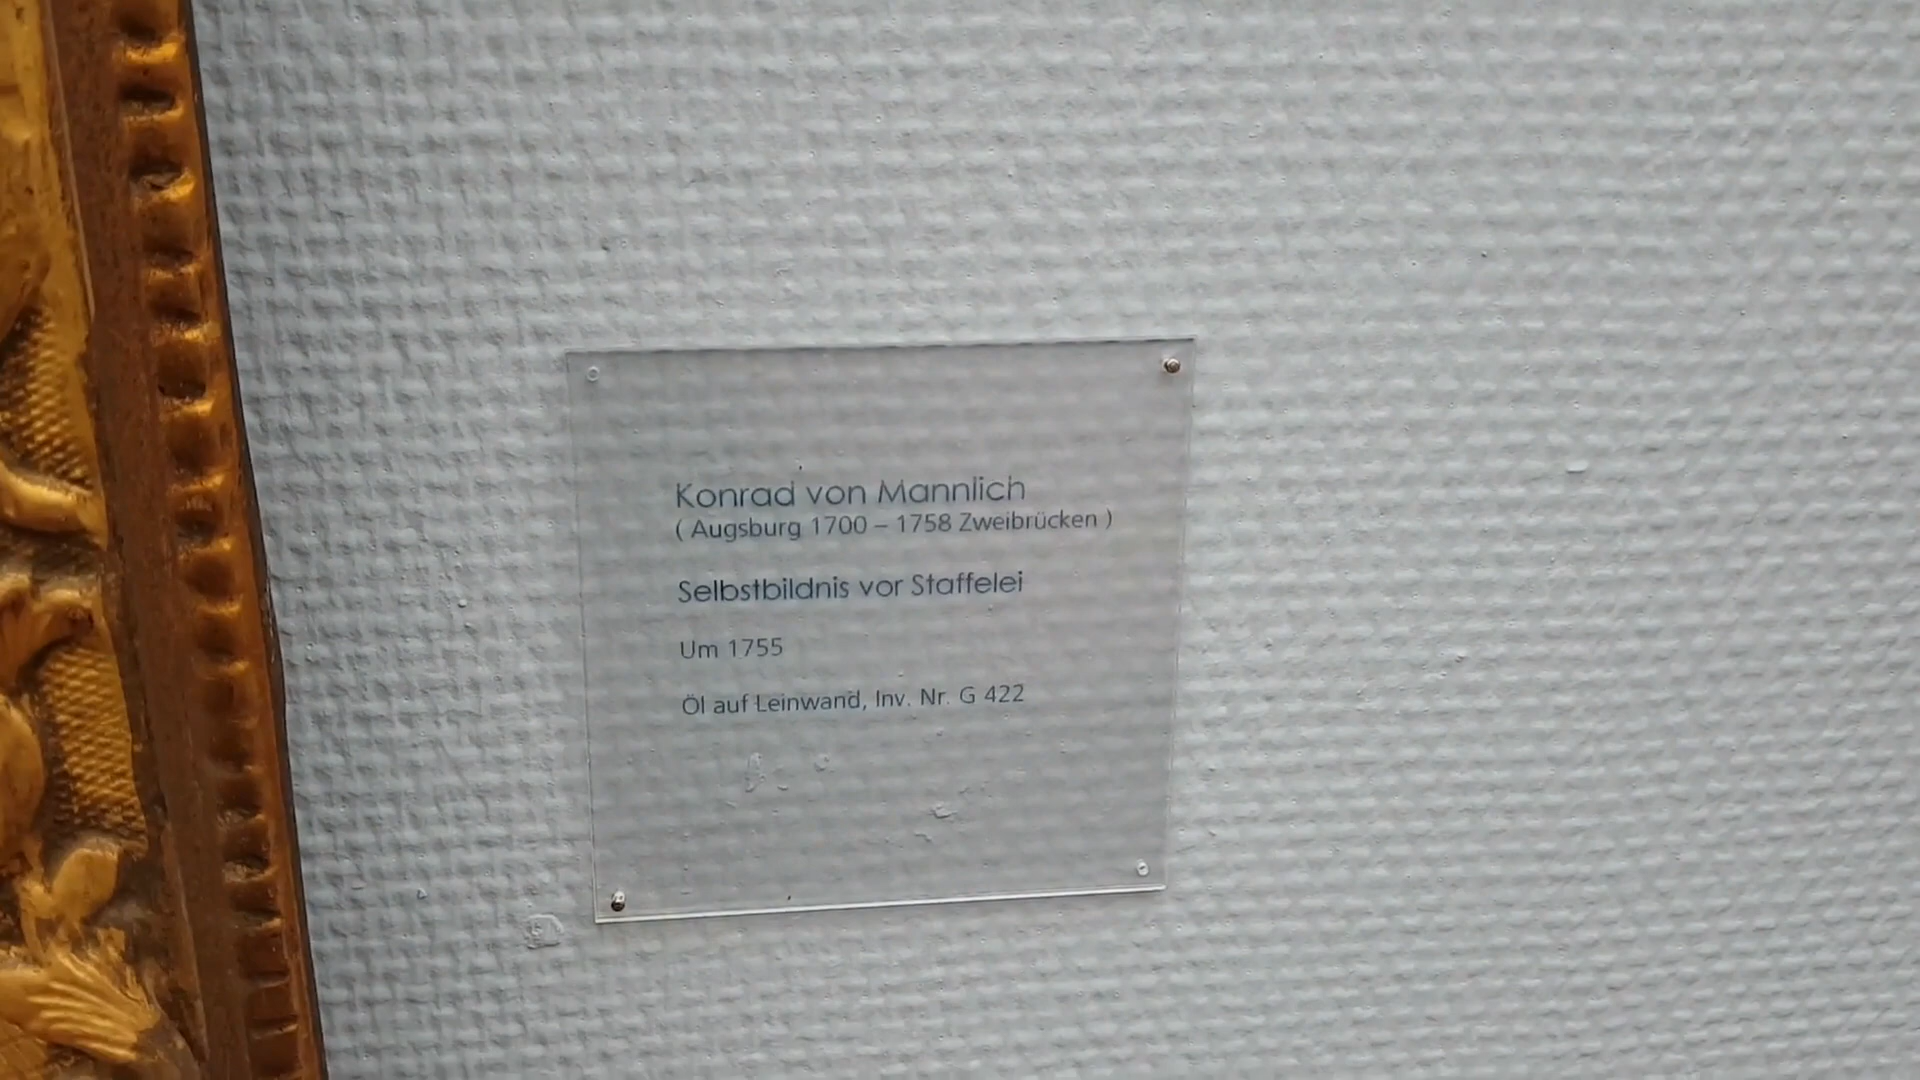 Konrad von Mannlich
( Augsburg 1700 – 1758 Zweibrücken )
Selbstbildnis vor Staffelei
Um 1755
Öl auf Leinwand, Inv. Nr. G 422